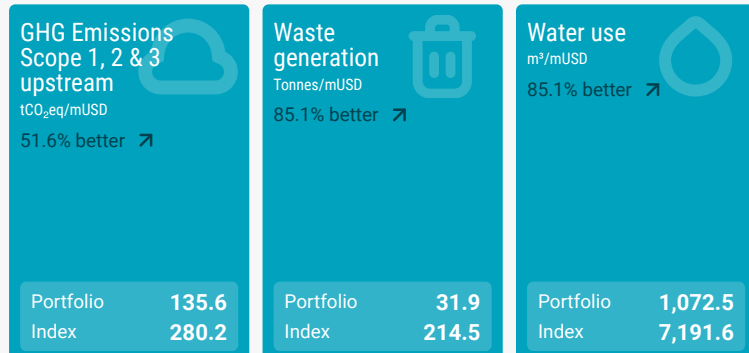 GHG Emissions
Scope 1, 2 & 3
upstream
tCO₂eq/mUSD
51.6% better
Portfolio 135.6
Index 280.2
Waste
generation
Tonnes/mUSD
85.1% better
Portfolio 31.9
Index 214.5
Water use
m³/mUSD
85.1% better
Portfolio 1,072.5
Index 7,191.6